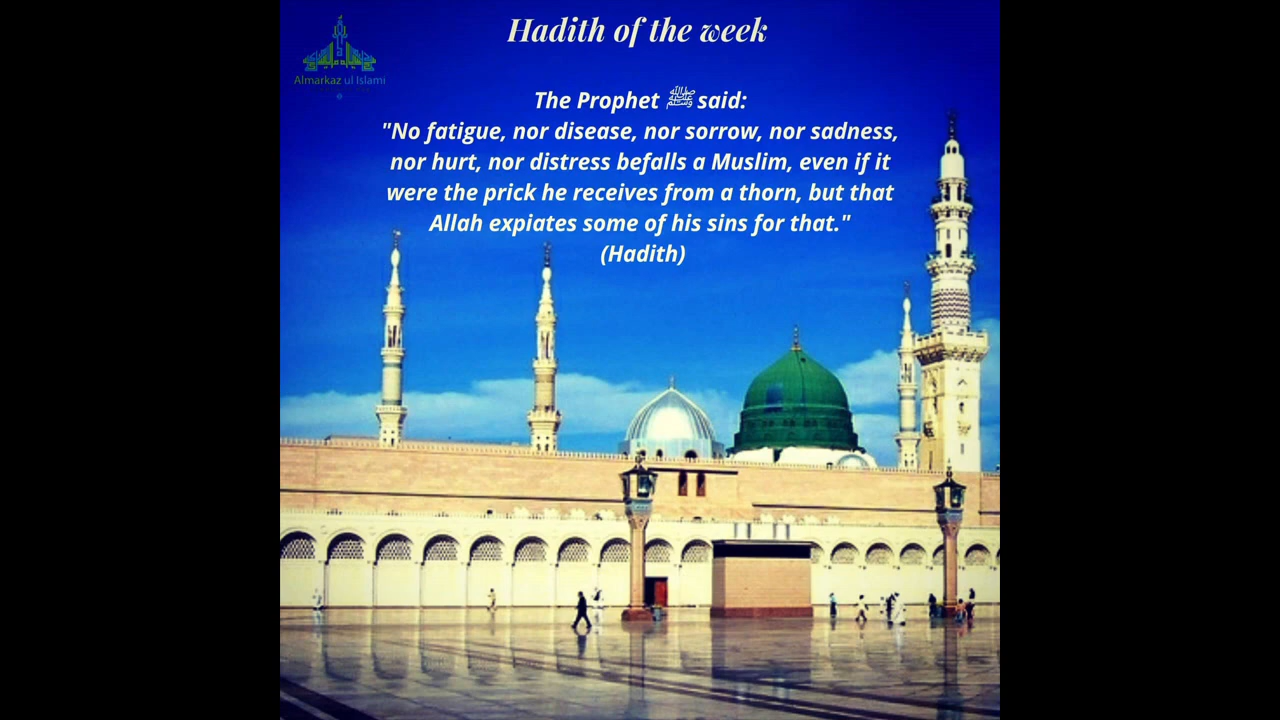 Hadith of the week
Almarkaz ul Islami
The Prophet ﷺ said:
"No fatigue, nor disease, nor sorrow, nor sadness,
nor hurt, nor distress befalls a Muslim, even if it
were the prick he receives from a thorn, but that
Allah expiates some of his sins for that."
(Hadith)